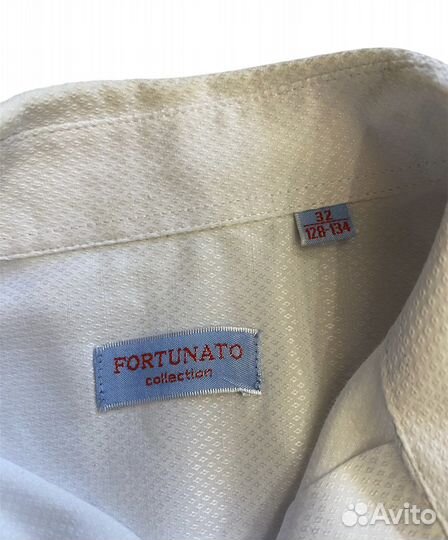 32
128-134
FORTUNATO
collection
Avito